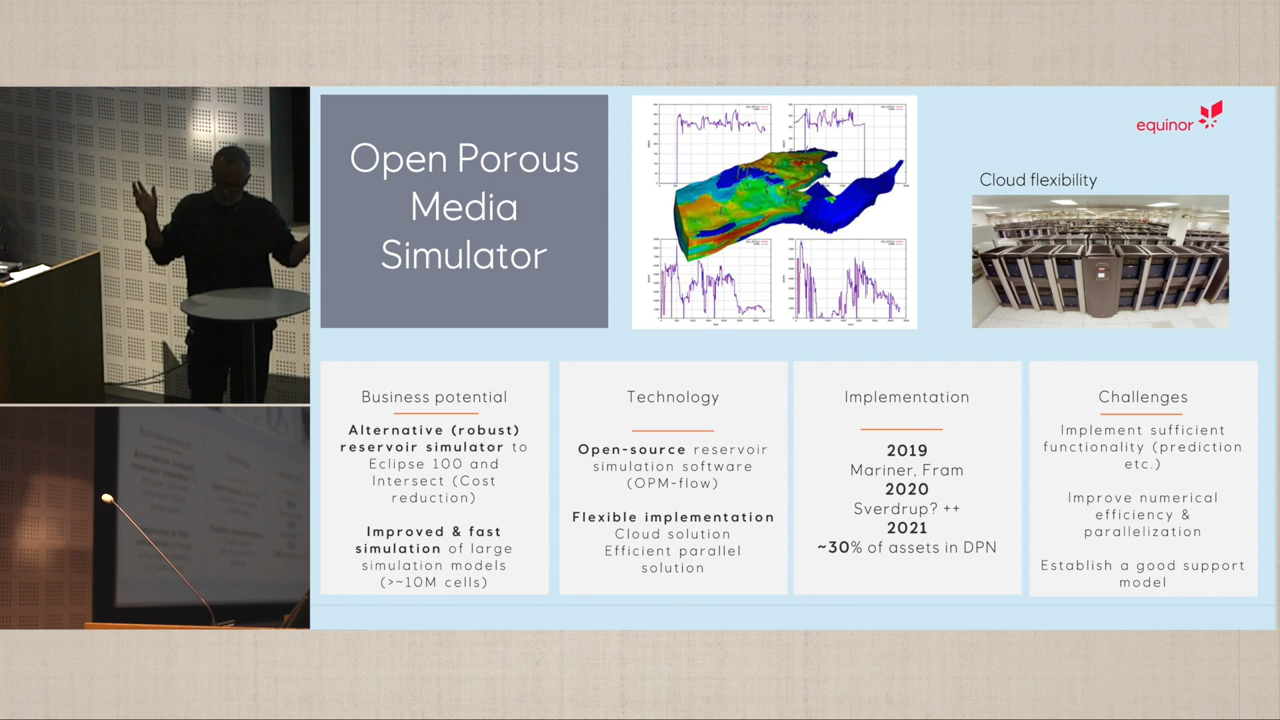 Open Porous
Media
Simulator
equinor
Cloud flexibility
Business potential
Alternative (robust)
reservoir simulator to
Eclipse 100 and
Intersect (Cost
reduction)
Improved & fast
simulation of large
simulation models
(>~10M cells)
Technology
Open-source reservoir
simulation software
(OPM-flow)
Flexible implementation
Cloud solution
Efficient parallel
solution
Implementation
2019
Mariner, Fram
2020
Sverdrup? ++
2021
~30% of assets in DPN
Challenges
Implement sufficient
functionality (prediction
etc.)
Improve numerical
efficiency &
parallelization
Establish a good support
model